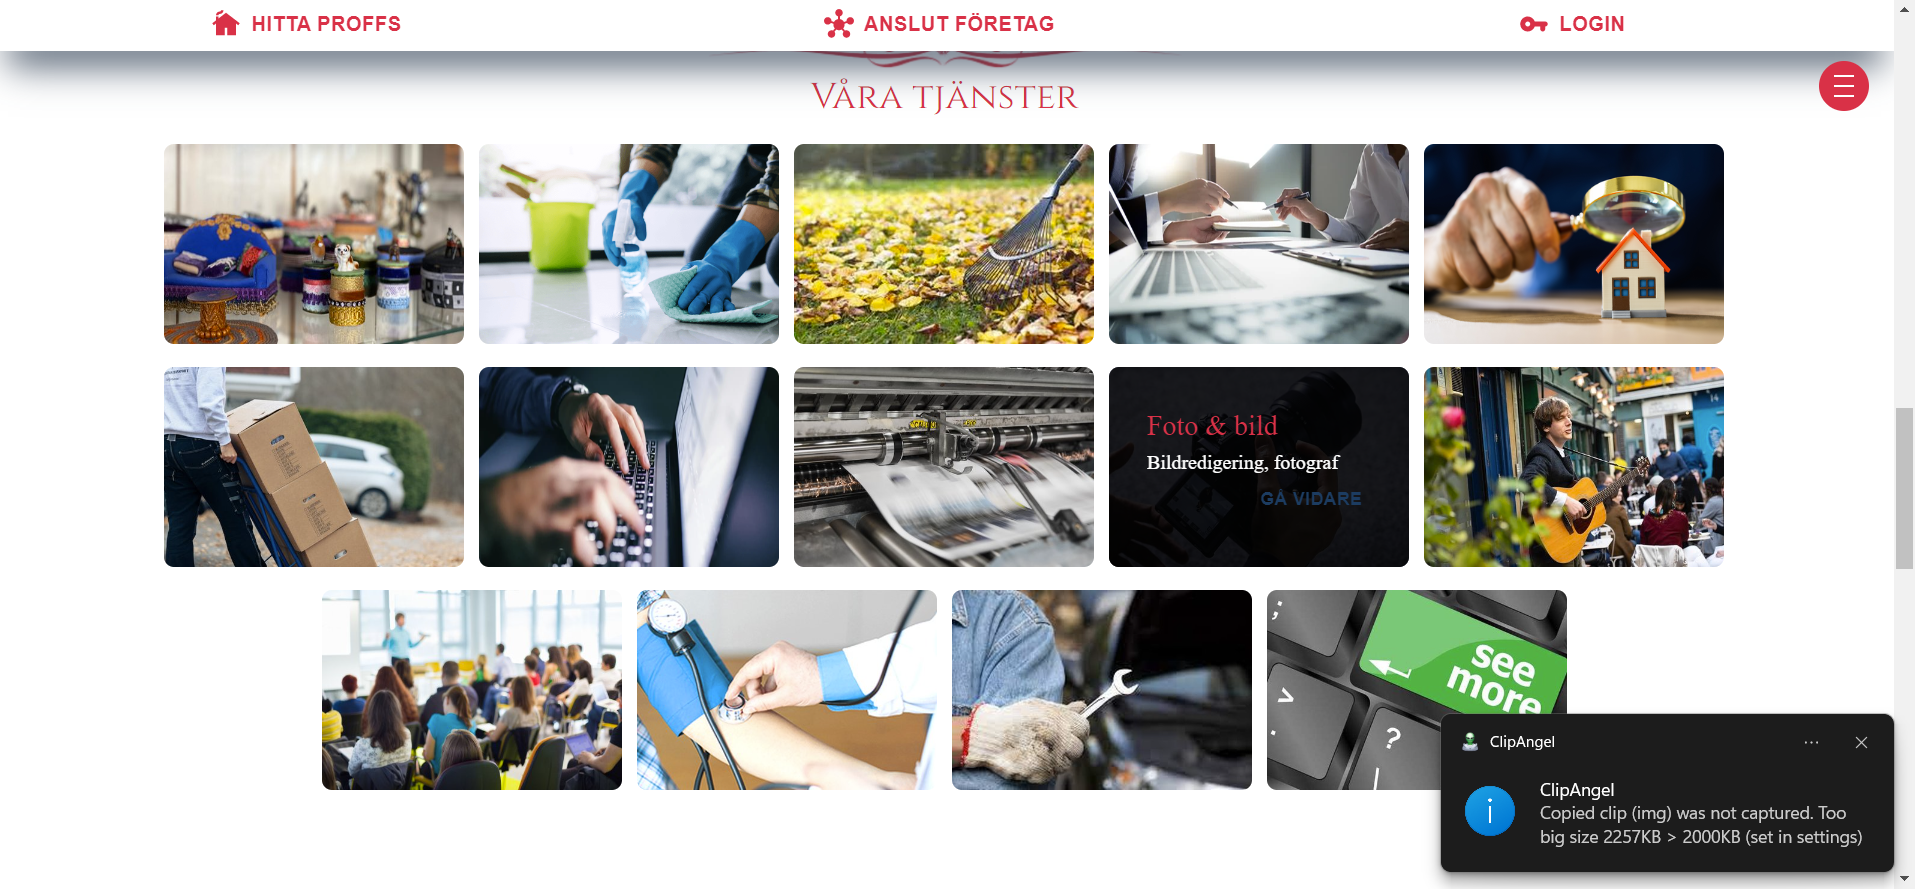 HITTA PROFFS
ANSLUT FÖRETAG
LOGIN
VÅRA TJÄNSTER
Foto & bild
Bildredigering, fotograf
GÅ VIDARE
see
more
;
>
.
?
ClipAngel
ClipAngel
Copied clip (img) was not captured. Too
big size 2257KB > 2000KB (set in settings)